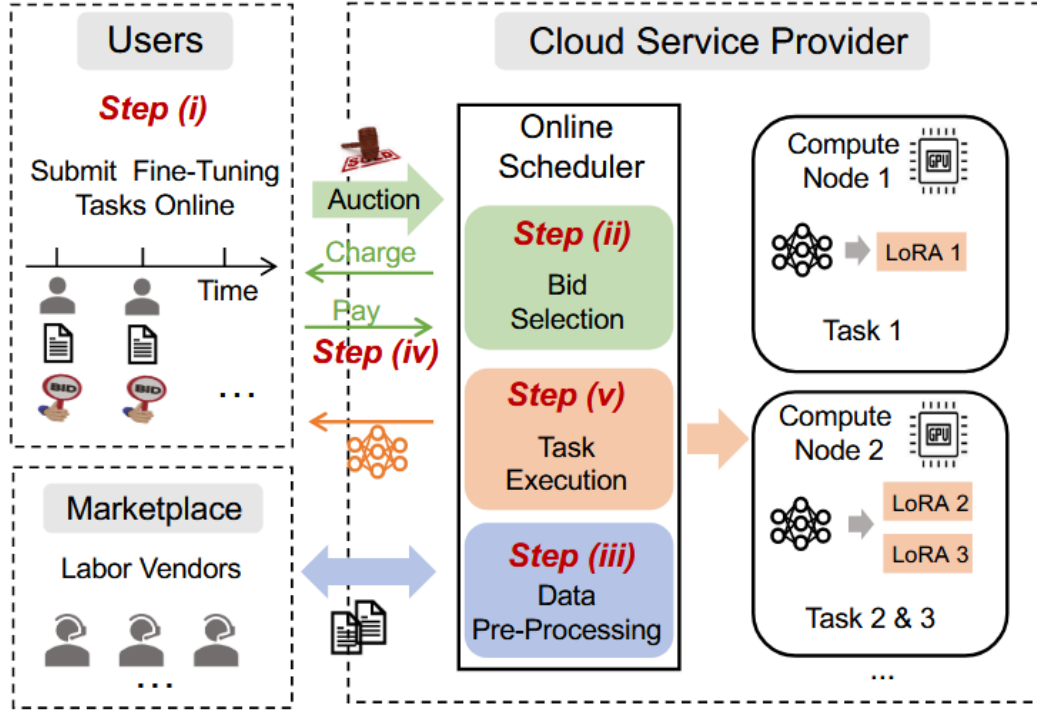 Users
Step (i)
Submit Fine-Tuning
Tasks Online
Time
BID
BID
...
Marketplace
Labor Vendors
...
SOLD
Auction
Charge
Pay
Step (iv)
Cloud Service Provider
Online
Scheduler
Step (ii)
Bid
Selection
Step (v)
Task
Execution
Step (iii)
Data
Pre-Processing
Compute
Node 1
GPU
LoRA 1
Task 1
Compute
Node 2
GPU
LoRA 2
LoRA 3
Task 2 & 3
...